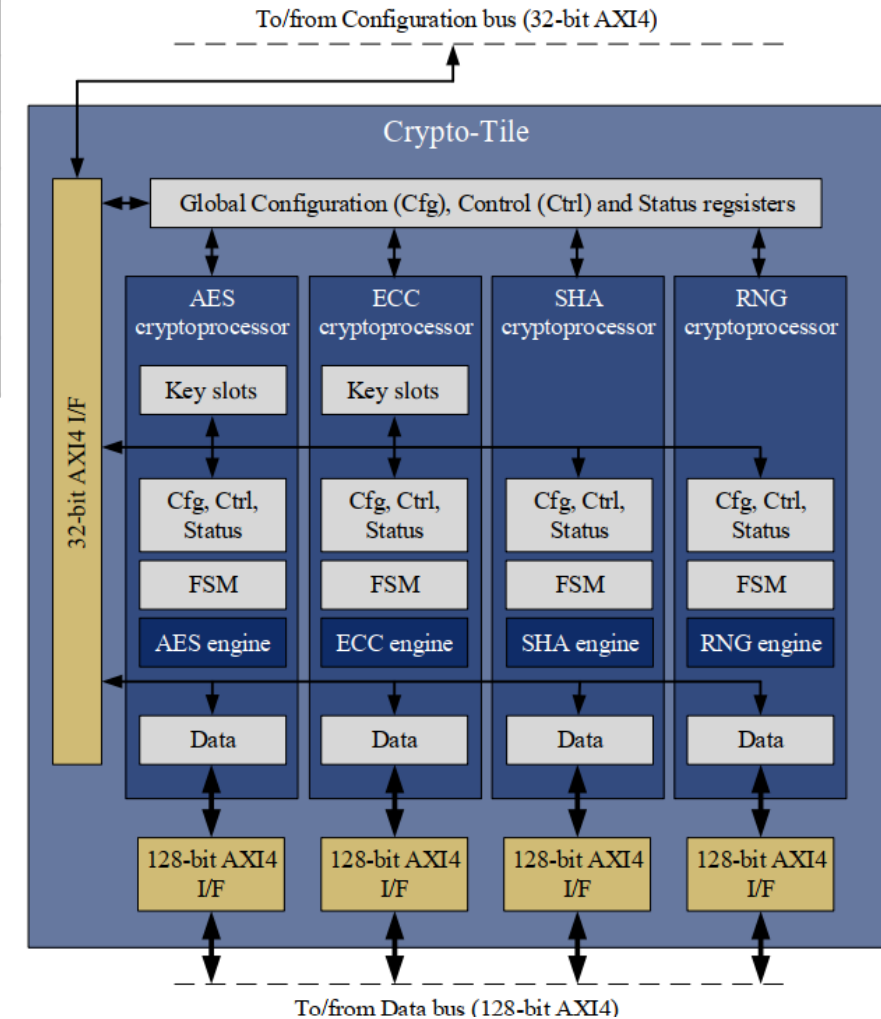 To/from Configuration bus (32-bit AXI4)
Crypto-Tile
Global Configuration (Cfg), Control (Ctrl) and Status regsisters
32-bit AXI4 I/F
AES
cryptoprocessor
Key slots
Cfg, Ctrl,
Status
FSM
AES engine
Data
128-bit AXI4
I/F
ECC
cryptoprocessor
Key slots
Cfg, Ctrl,
Status
FSM
ECC engine
Data
128-bit AXI4
I/F
SHA
cryptoprocessor
Cfg, Ctrl,
Status
FSM
SHA engine
Data
128-bit AXI4
I/F
RNG
cryptoprocessor
Cfg, Ctrl,
Status
FSM
RNG engine
Data
128-bit AXI4
I/F
To/from Data bus (128-bit AXI4)